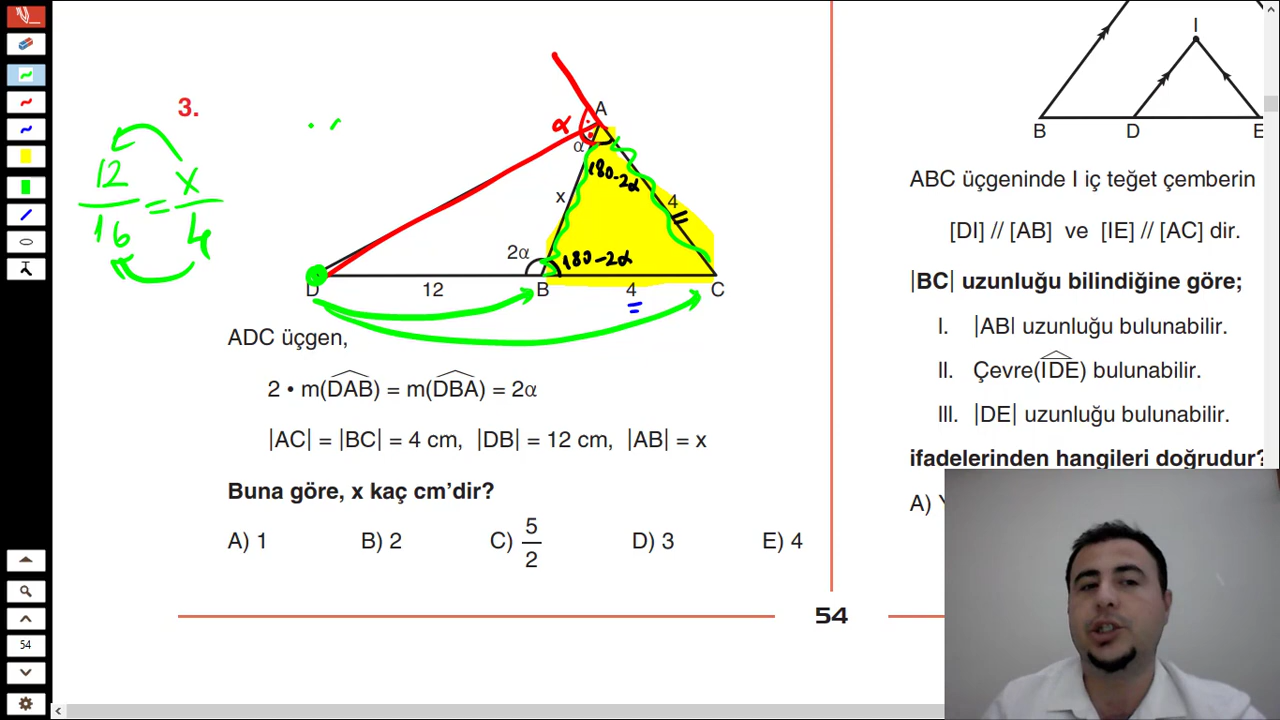 3.
12/16 = x/4
A
α
α
180-2α
x
4
2α
180-2α
D
12
B
4
C
ADC üçgen,
2 • m(DAB) = m(DBA) = 2α
|AC| = |BC| = 4 cm, |DB| = 12 cm, |AB| = x
Buna göre, x kaç cm’dir?
A) 1 B) 2 C) 5/2 D) 3 E) 4
54
I
B
D
E
ABC üçgeninde I iç teğet çemberin
[DI] // [AB] ve [IE] // [AC] dir.
|BC| uzunluğu bilindiğine göre;
I. |AB| uzunluğu bulunabilir.
II. Çevre(IDE) bulunabilir.
III. |DE| uzunluğu bulunabilir.
ifadelerinden hangileri doğrudur?
A)
54